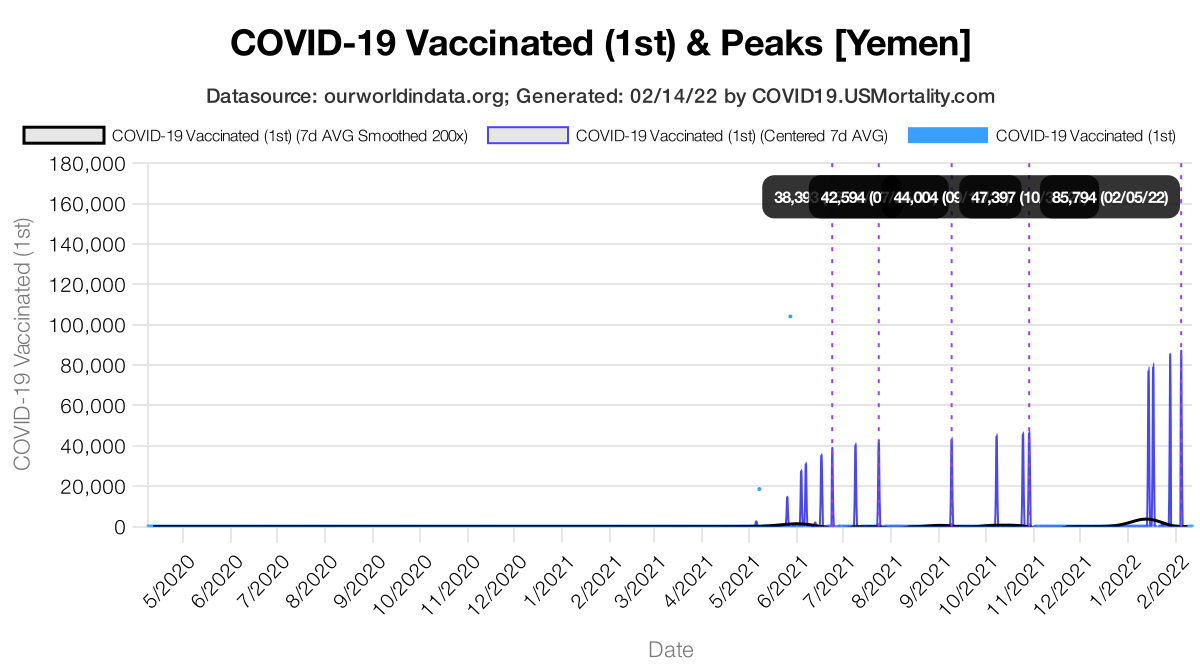 COVID-19 Vaccinated (1st) & Peaks [Yemen]
Datasource: ourworldindata.org; Generated: 02/14/22 by COVID19.USMortality.com
COVID-19 Vaccinated (1st) (7d AVG Smoothed 200x) COVID-19 Vaccinated (1st) (Centered 7d AVG) COVID-19 Vaccinated (1st)
180,000
160,000
140,000
120,000
100,000
80,000
60,000
40,000
20,000
0
COVID-19 Vaccinated (1st)
38,393 42,594 (07/ 44,004 (09/ 47,397 (10/ 85,794 (02/05/22)
5/2020 6/2020 7/2020 8/2020 9/2020 10/2020 11/2020 12/2020 1/2021 2/2021 3/2021 4/2021 5/2021 6/2021 7/2021 8/2021 9/2021 10/2021 11/2021 12/2021 1/2022 2/2022
Date